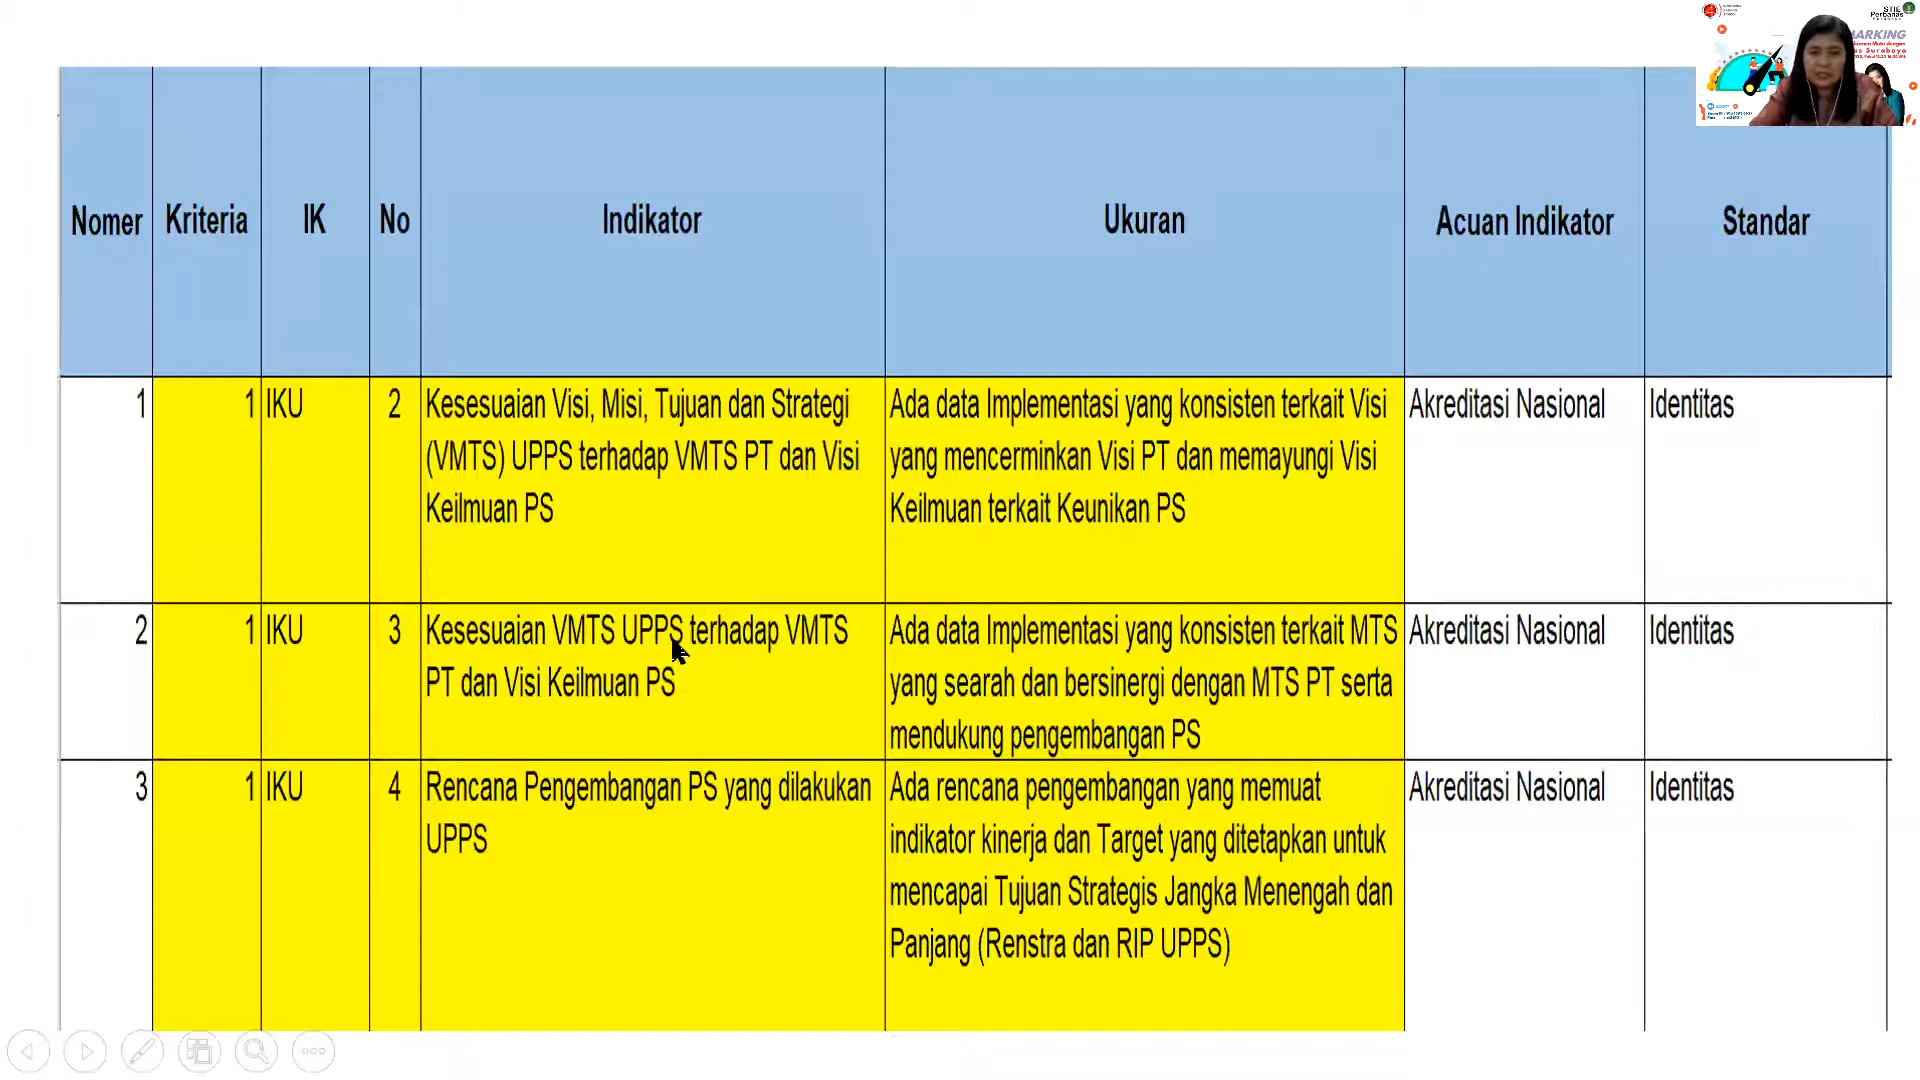 STIE
Perbanas
MARKING
Nomer Kriteria IK No Indikator Ukuran Acuan Indikator Standar
1 1 IKU 2 Kesesuaian Visi, Misi, Tujuan dan Strategi (VMTS) UPPS terhadap VMTS PT dan Visi Keilmuan PS Ada data Implementasi yang konsisten terkait Visi yang mencerminkan Visi PT dan memayungi Visi Keilmuan terkait Keunikan PS Akreditasi Nasional Identitas
2 1 IKU 3 Kesesuaian VMTS UPPS terhadap VMTS PT dan Visi Keilmuan PS Ada data Implementasi yang konsisten terkait MTS yang searah dan bersinergi dengan MTS PT serta mendukung pengembangan PS Akreditasi Nasional Identitas
3 1 IKU 4 Rencana Pengembangan PS yang dilakukan UPPS Ada rencana pengembangan yang memuat indikator kinerja dan Target yang ditetapkan untuk mencapai Tujuan Strategis Jangka Menengah dan Panjang (Renstra dan RIP UPPS) Akreditasi Nasional Identitas